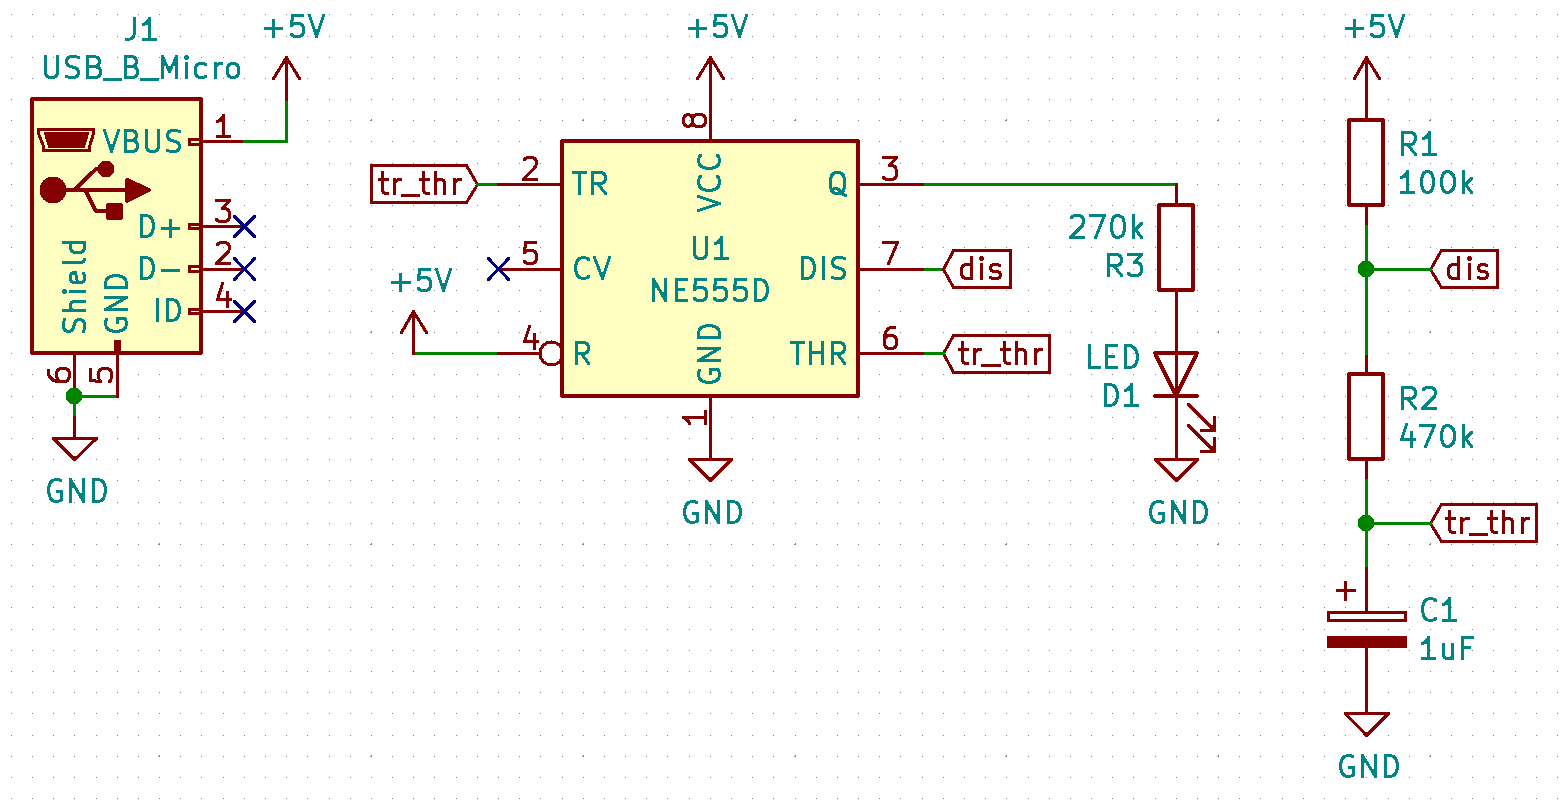 J1
USB_B_Micro
+5V
VBUS
1
D+
3
D-
2
ID
4
Shield
GND
6
5
GND
+5V
8
tr_thr
2
TR
VCC
Q
3
5
CV
U1
NE555D
DIS
7
dis
+5V
4
R
GND
THR
6
tr_thr
1
GND
270k
R3
LED
D1
GND
+5V
R1
100k
dis
R2
470k
tr_thr
+
C1
1uF
GND